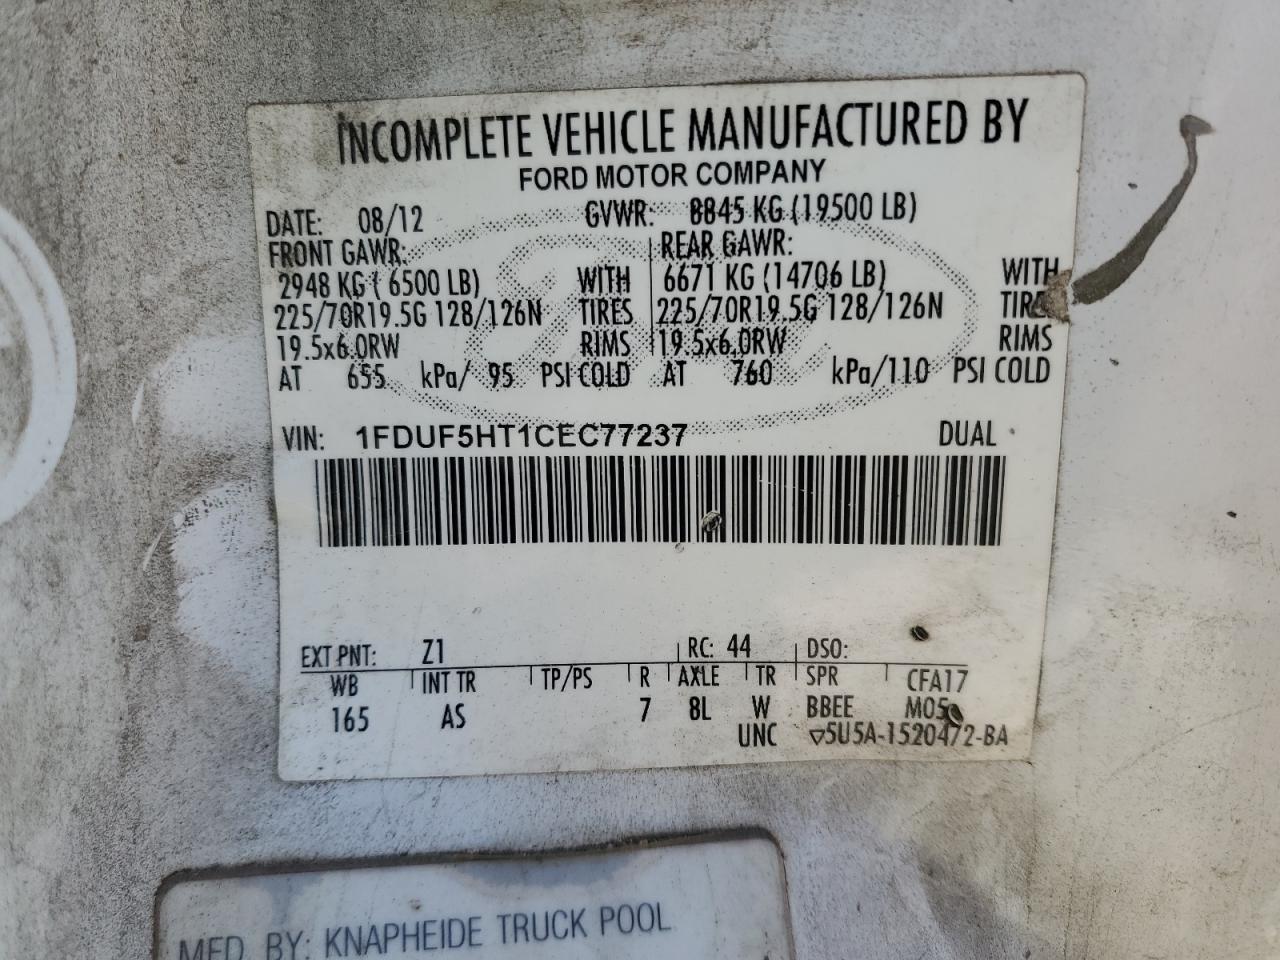 INCOMPLETE VEHICLE MANUFACTURED BY
FORD MOTOR COMPANY
DATE: 08/12 GVWR: 8845 KG (19500 LB)
FRONT GAWR: REAR GAWR:
2948 KG ( 6500 LB) WITH 6671 KG (14706 LB) WITH
225/70R19.5G 128/126N TIRES 225/70R19.5G 128/126N TIRES
19.5x6.0RW RIMS 19.5x6.0RW RIMS
AT 655 kPa/ 95 PSI COLD AT 760 kPa/110 PSI COLD
VIN: 1FDUF5HT1CEC77237 DUAL
EXT PNT: Z1 RC: 44 DSO:
WB INT TR TP/PS R AXLE TR SPR CFA17
165 AS 7 8L W BBEE M05
UNC ▽5U5A-1520472-BA
MFD. BY: KNAPHEIDE TRUCK POOL